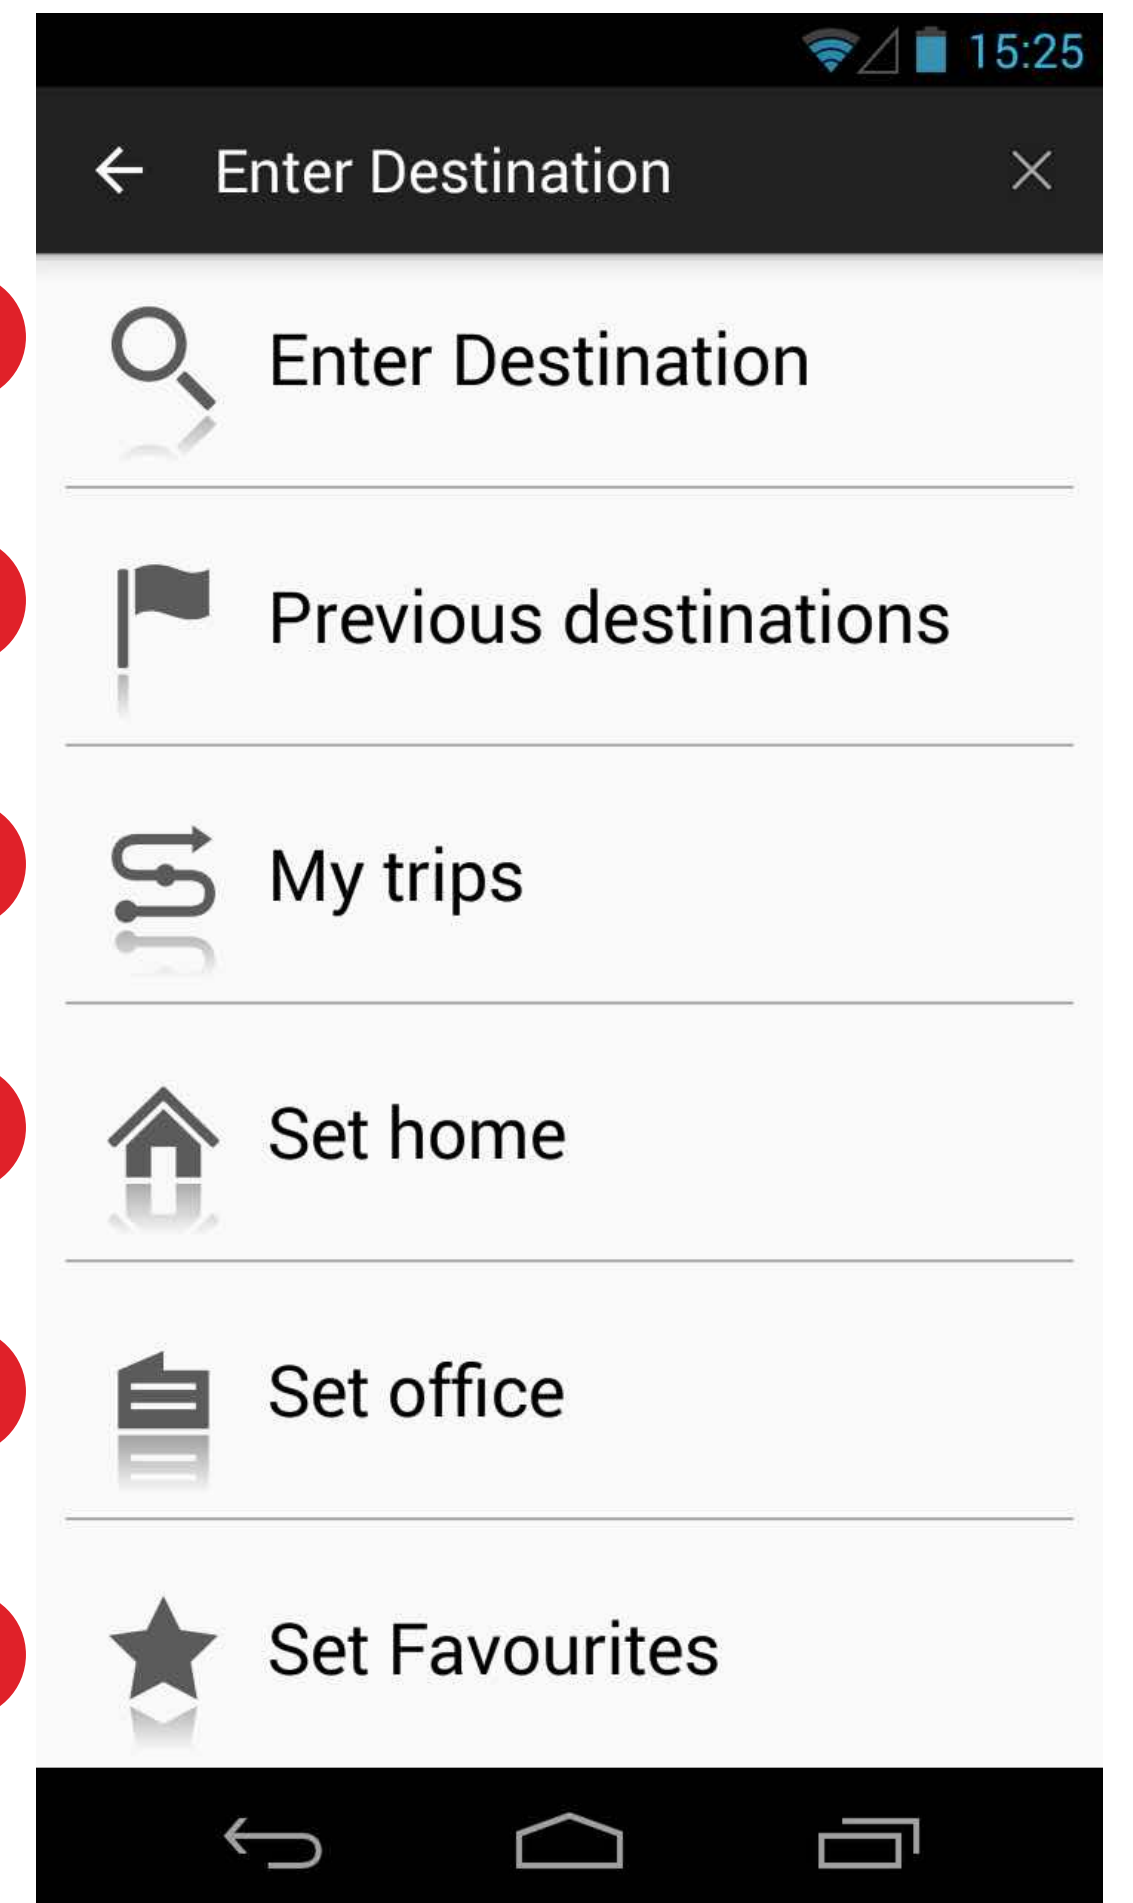 15:25
Enter Destination
Enter Destination
Previous destinations
My trips
Set home
Set office
Set Favourites